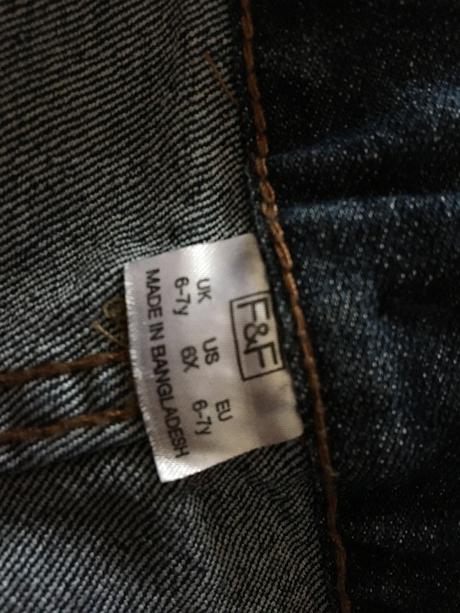 F&F
UK US EU
6-7y 6X 6-7y
MADE IN BANGLADESH